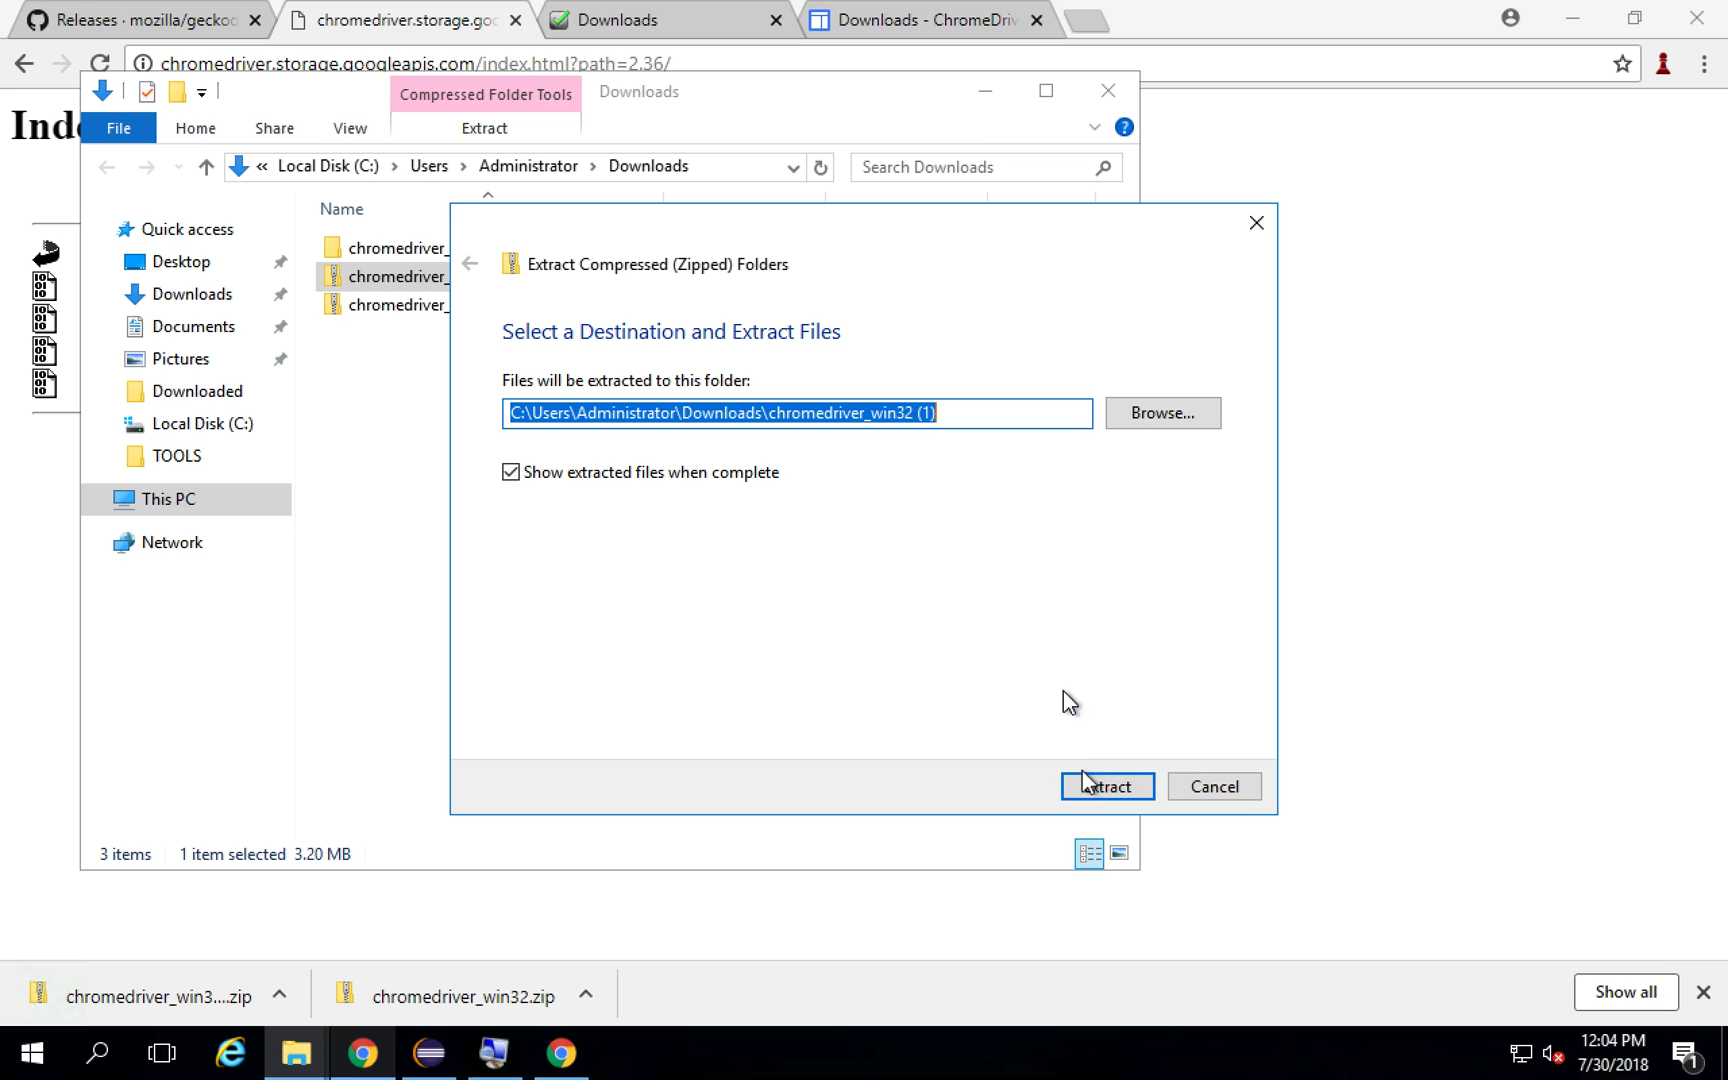 Releases · mozilla/gecko
chromedriver.storage.goo
Downloads
Downloads - ChromeDriv
chromedriver.storage.googleapis.com/index.html?path=2.36/
Compressed Folder Tools
Downloads
File
Home
Share
View
Extract
« Local Disk (C:) › Users › Administrator › Downloads
Search Downloads
Name
Quick access
Desktop
Downloads
Documents
Pictures
Downloaded
Local Disk (C:)
TOOLS
This PC
Network
chromedriver_
chromedriver_
chromedriver_
Extract Compressed (Zipped) Folders
Select a Destination and Extract Files
Files will be extracted to this folder:
C:\Users\Administrator\Downloads\chromedriver_win32 (1)
Browse...
Show extracted files when complete
Cancel
3 items
1 item selected 3.20 MB
chromedriver_win3....zip
chromedriver_win32.zip
Show all
12:04 PM
7/30/2018
1